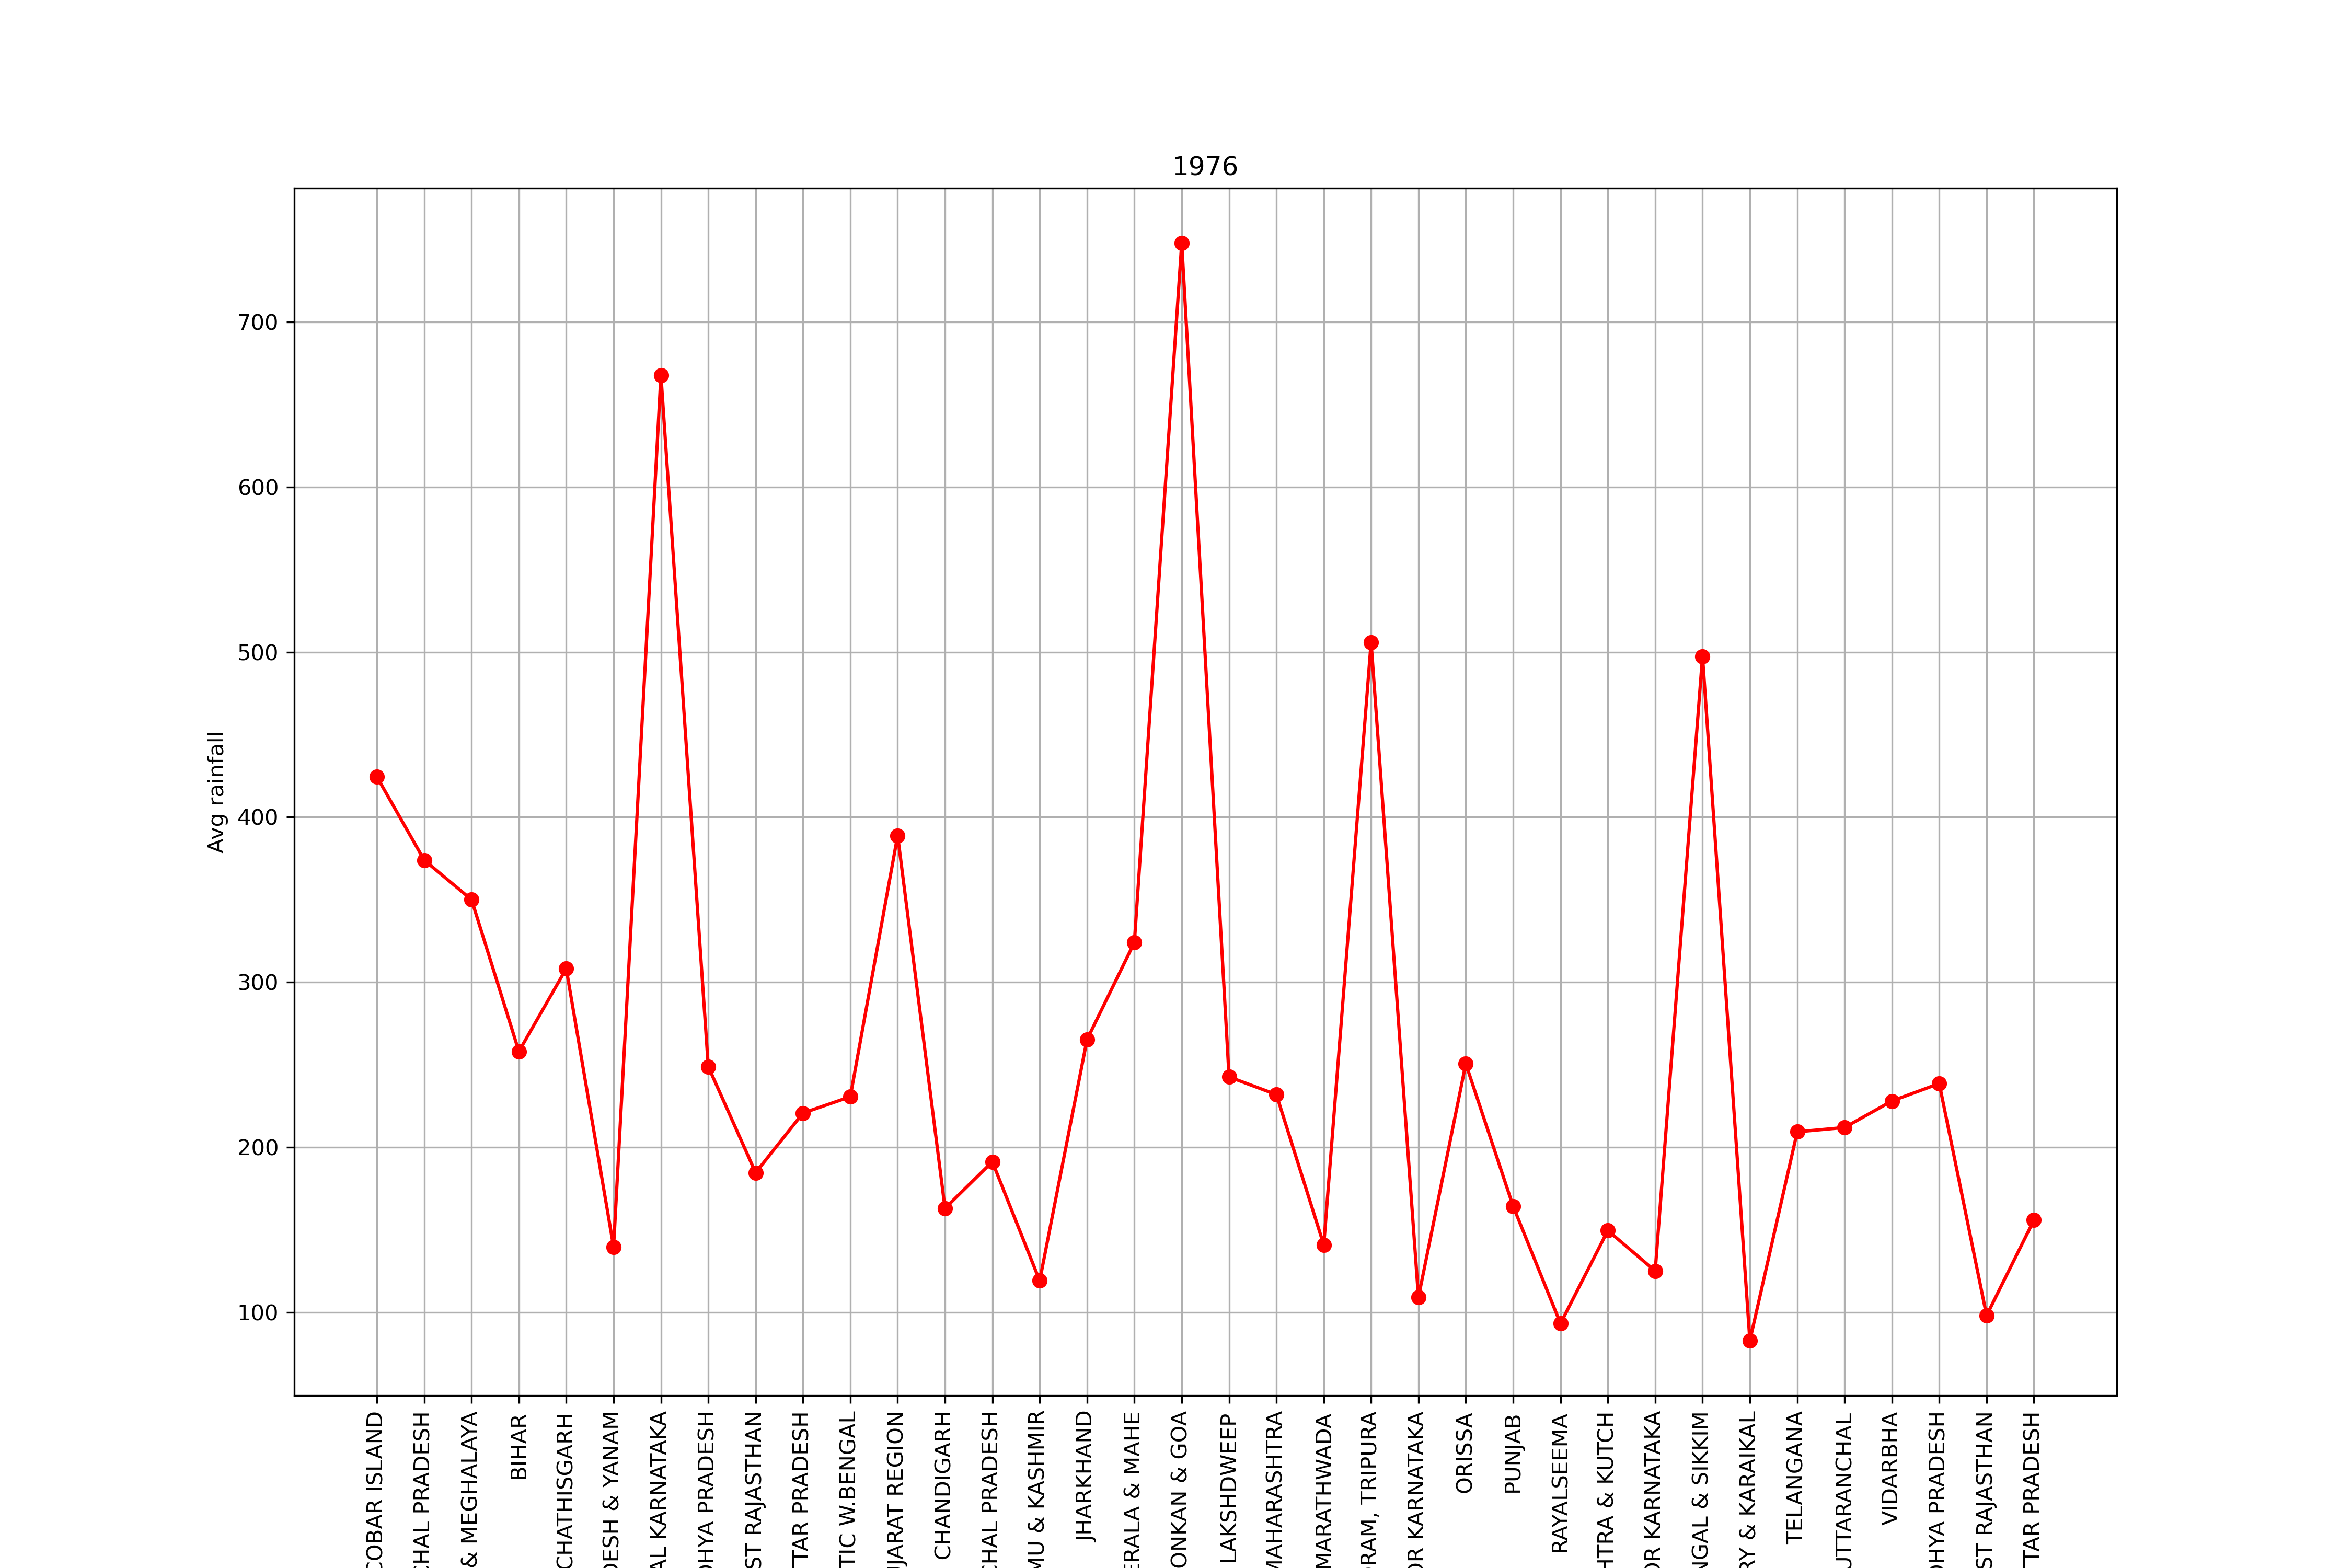 1976
Avg rainfall
700
600
500
400
300
200
100
COBAR ISLAND
CHAL PRADESH
& MEGHALAYA
BIHAR
CHATHISGARH
DESH & YANAM
AL KARNATAKA
DHYA PRADESH
ST RAJASTHAN
TTAR PRADESH
TIC W.BENGAL
JARAT REGION
CHANDIGARH
CHAL PRADESH
MU & KASHMIR
JHARKHAND
ERALA & MAHE
ONKAN & GOA
LAKSHDWEEP
MAHARASHTRA
MARATHWADA
RAM, TRIPURA
OR KARNATAKA
ORISSA
PUNJAB
RAYALSEEMA
HTRA & KUTCH
OR KARNATAKA
NGAL & SIKKIM
RY & KARAIKAL
TELANGANA
UTTARANCHAL
VIDARBHA
DHYA PRADESH
ST RAJASTHAN
TTAR PRADESH